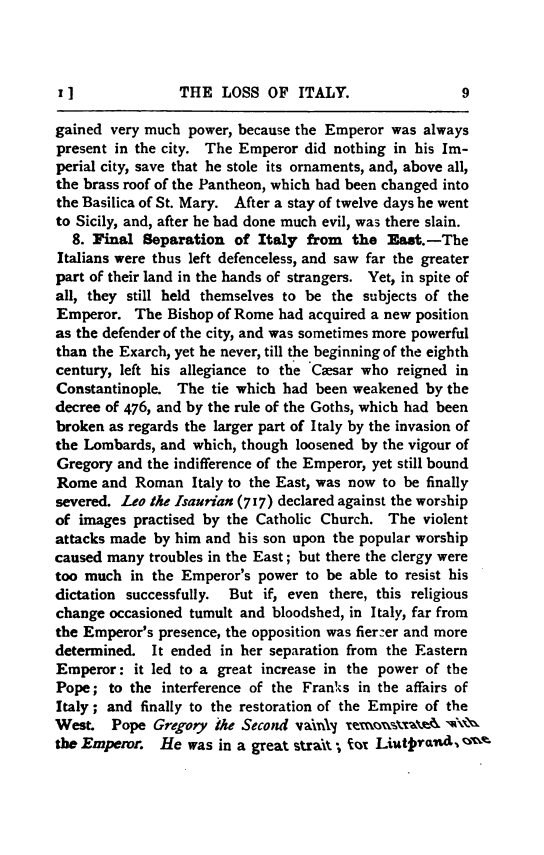 I ] THE LOSS OF ITALY. 9
gained very much power, because the Emperor was always
present in the city. The Emperor did nothing in his Im-
perial city, save that he stole its ornaments, and, above all,
the brass roof of the Pantheon, which had been changed into
the Basilica of St. Mary. After a stay of twelve days he went
to Sicily, and, after he had done much evil, was there slain.
8. Final Separation of Italy from the East.—The
Italians were thus left defenceless, and saw far the greater
part of their land in the hands of strangers. Yet, in spite of
all, they still held themselves to be the subjects of the
Emperor. The Bishop of Rome had acquired a new position
as the defender of the city, and was sometimes more powerful
than the Exarch, yet he never, till the beginning of the eighth
century, left his allegiance to the Cæsar who reigned in
Constantinople. The tie which had been weakened by the
decree of 476, and by the rule of the Goths, which had been
broken as regards the larger part of Italy by the invasion of
the Lombards, and which, though loosened by the vigour of
Gregory and the indifference of the Emperor, yet still bound
Rome and Roman Italy to the East, was now to be finally
severed. Leo the Isaurian (717) declared against the worship
of images practised by the Catholic Church. The violent
attacks made by him and his son upon the popular worship
caused many troubles in the East; but there the clergy were
too much in the Emperor's power to be able to resist his
dictation successfully. But if, even there, this religious
change occasioned tumult and bloodshed, in Italy, far from
the Emperor's presence, the opposition was fiercer and more
determined. It ended in her separation from the Eastern
Emperor: it led to a great increase in the power of the
Pope; to the interference of the Franks in the affairs of
Italy; and finally to the restoration of the Empire of the
West. Pope Gregory the Second vainly remonstrated with
the Emperor. He was in a great strait; for Liutprand, one